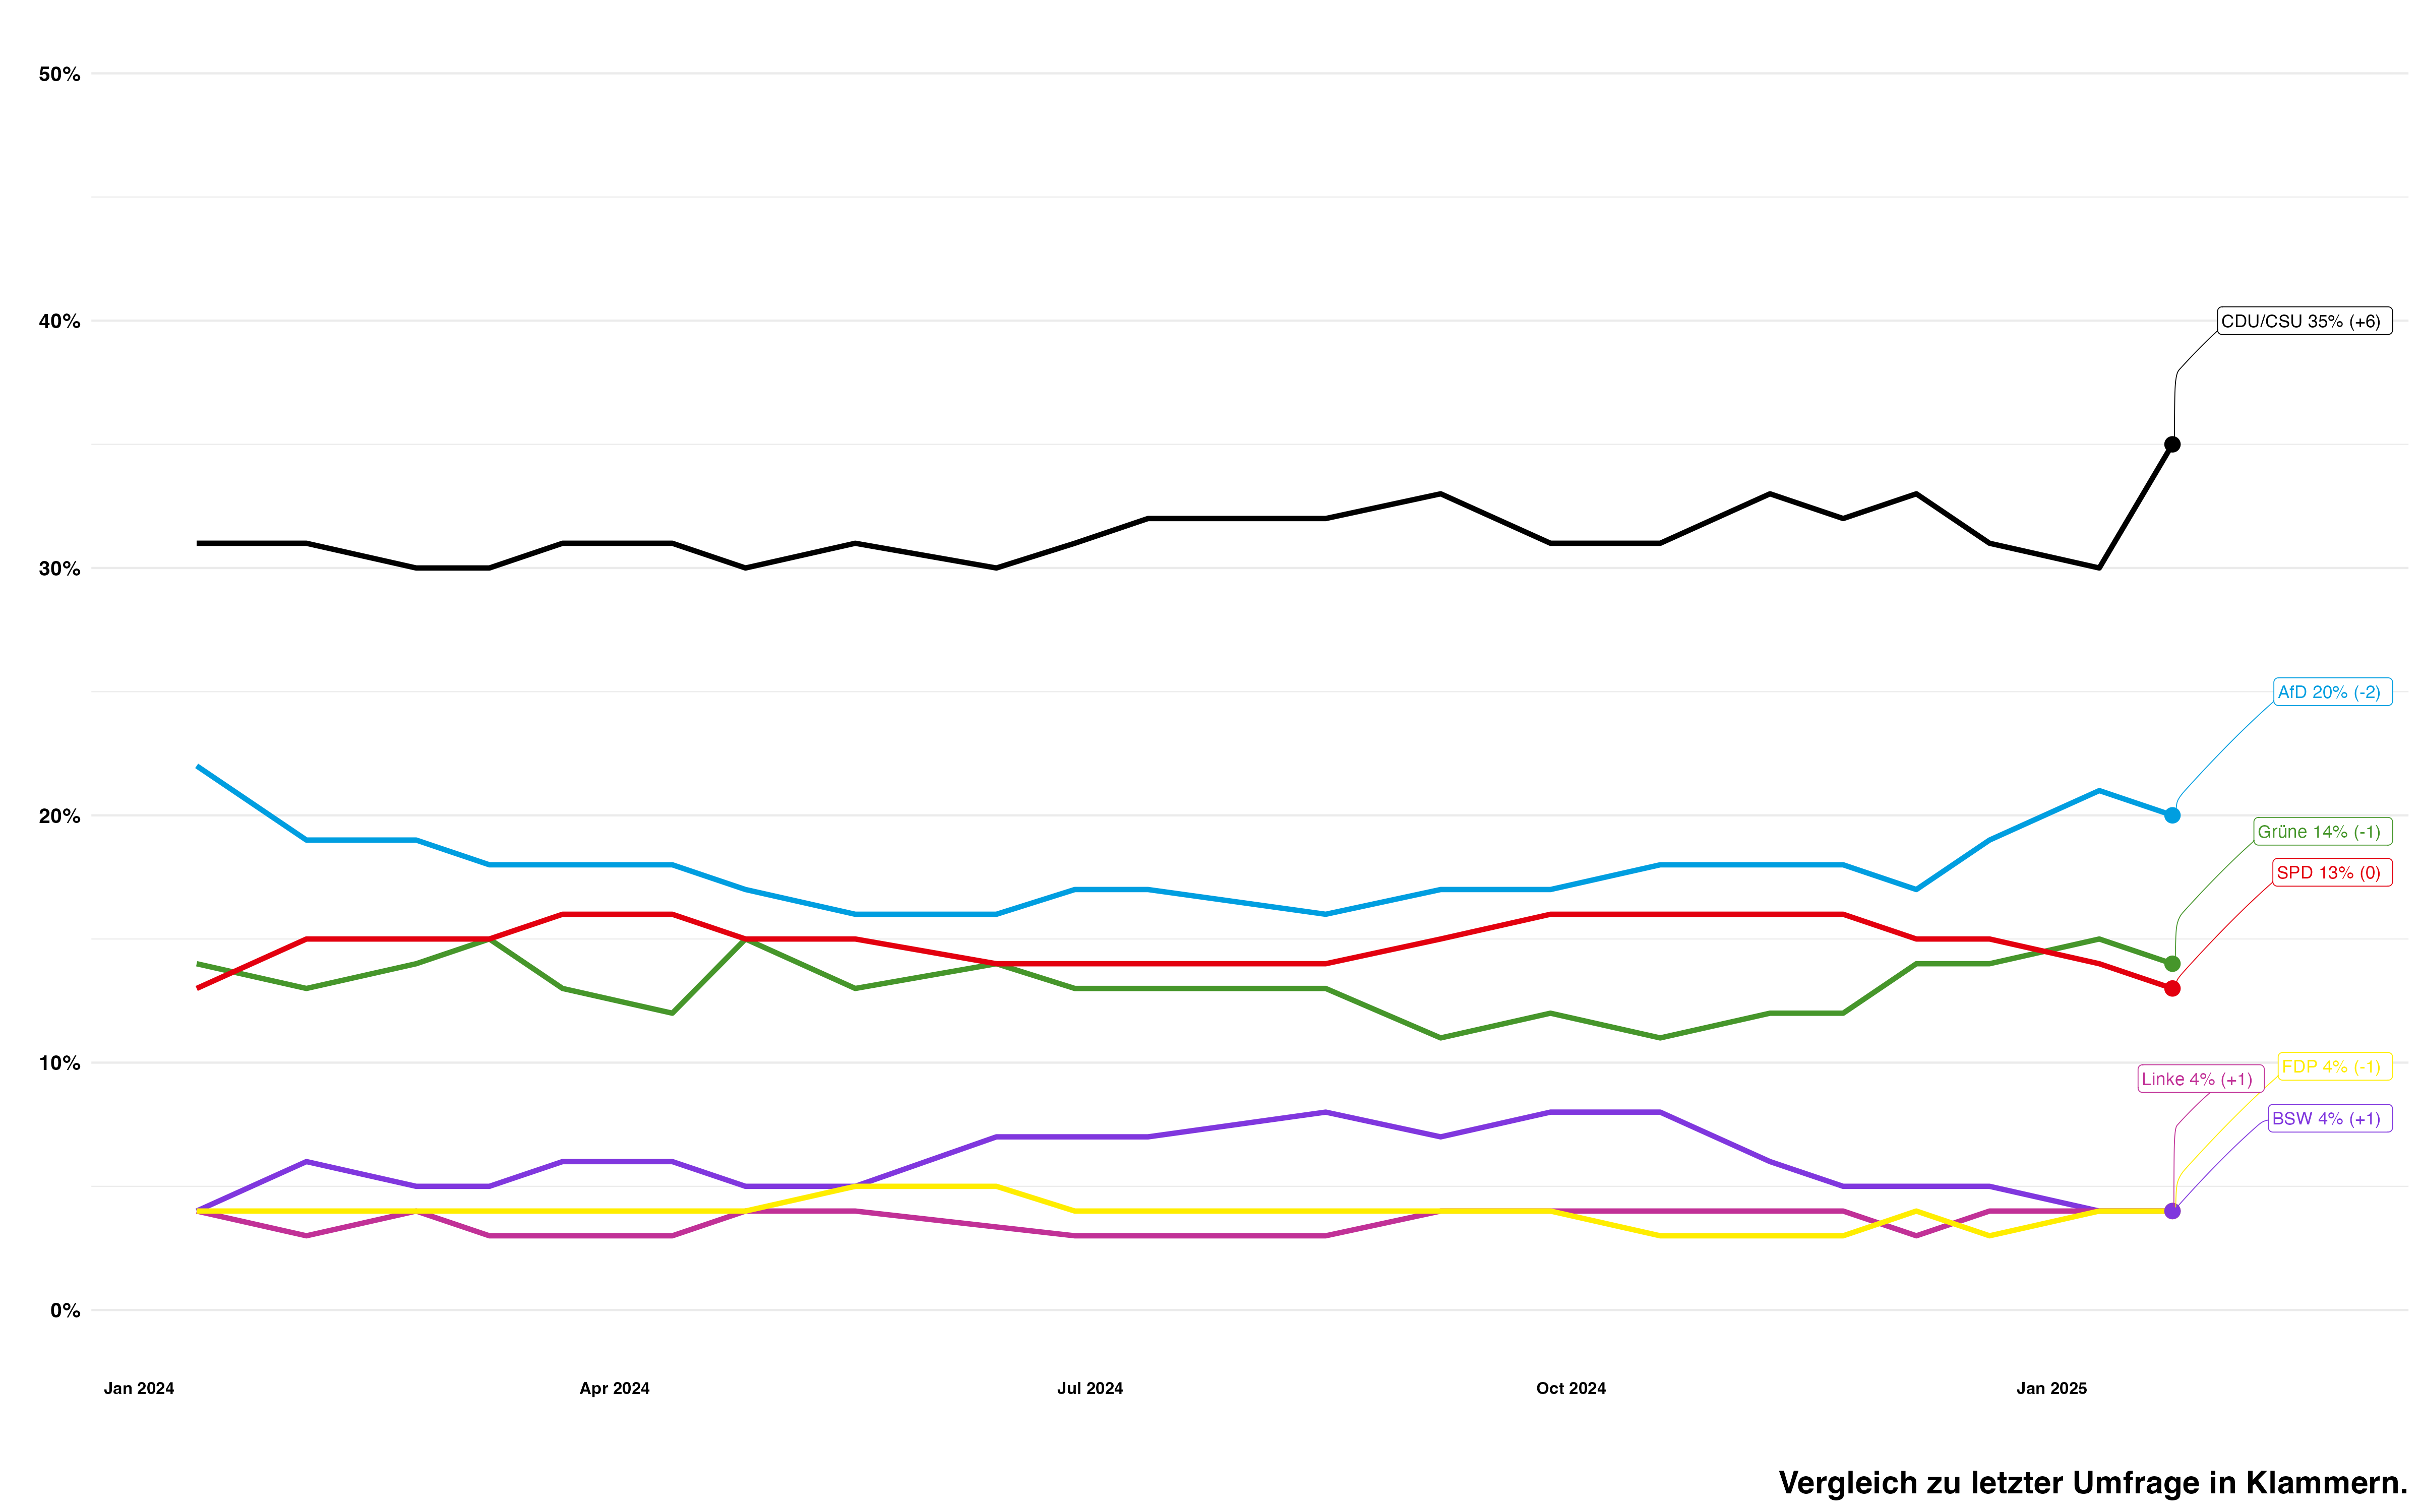 50%
40%
30%
20%
10%
0%
CDU/CSU 35% (+6)
AfD 20% (-2)
Grüne 14% (-1)
SPD 13% (0)
FDP 4% (-1)
Linke 4% (+1)
BSW 4% (+1)
Jan 2024 Apr 2024 Jul 2024 Oct 2024 Jan 2025
Vergleich zu letzter Umfrage in Klammern.